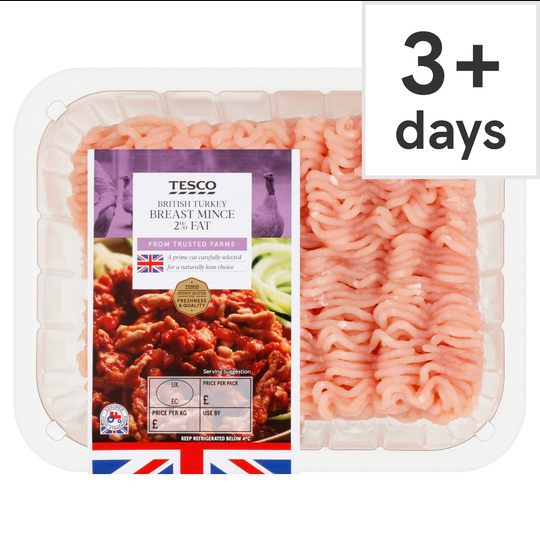 3+
days
TESCO
BRITISH TURKEY
BREAST MINCE
2% FAT
FROM TRUSTED FARMS
A prime cut carefully selected
for a naturally lean choice
TESCO
FRESHNESS
& QUALITY
Serving Suggestion
UK
EC
PRICE PER PACK
£
PRICE PER KG
£
USE BY
KEEP REFRIGERATED BELOW 4°C